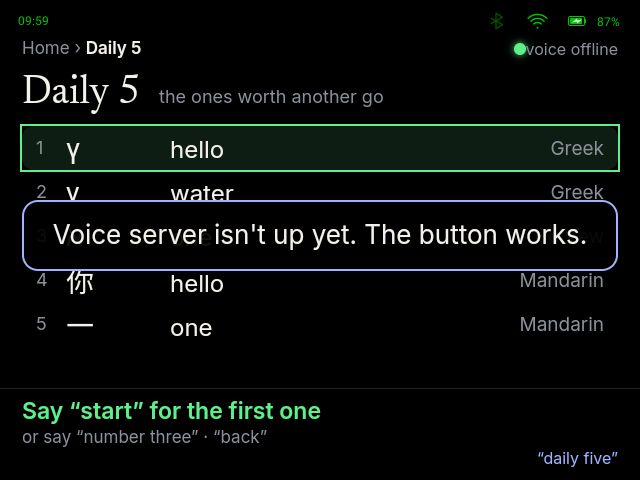 09:59 87%
Home › Daily 5 voice offline
Daily 5 the ones worth another go
1 γ hello Greek
2 ν water Greek
Voice server isn't up yet. The button works.
4 你 hello Mandarin
5 一 one Mandarin
Say “start” for the first one
or say “number three” · “back”
“daily five”